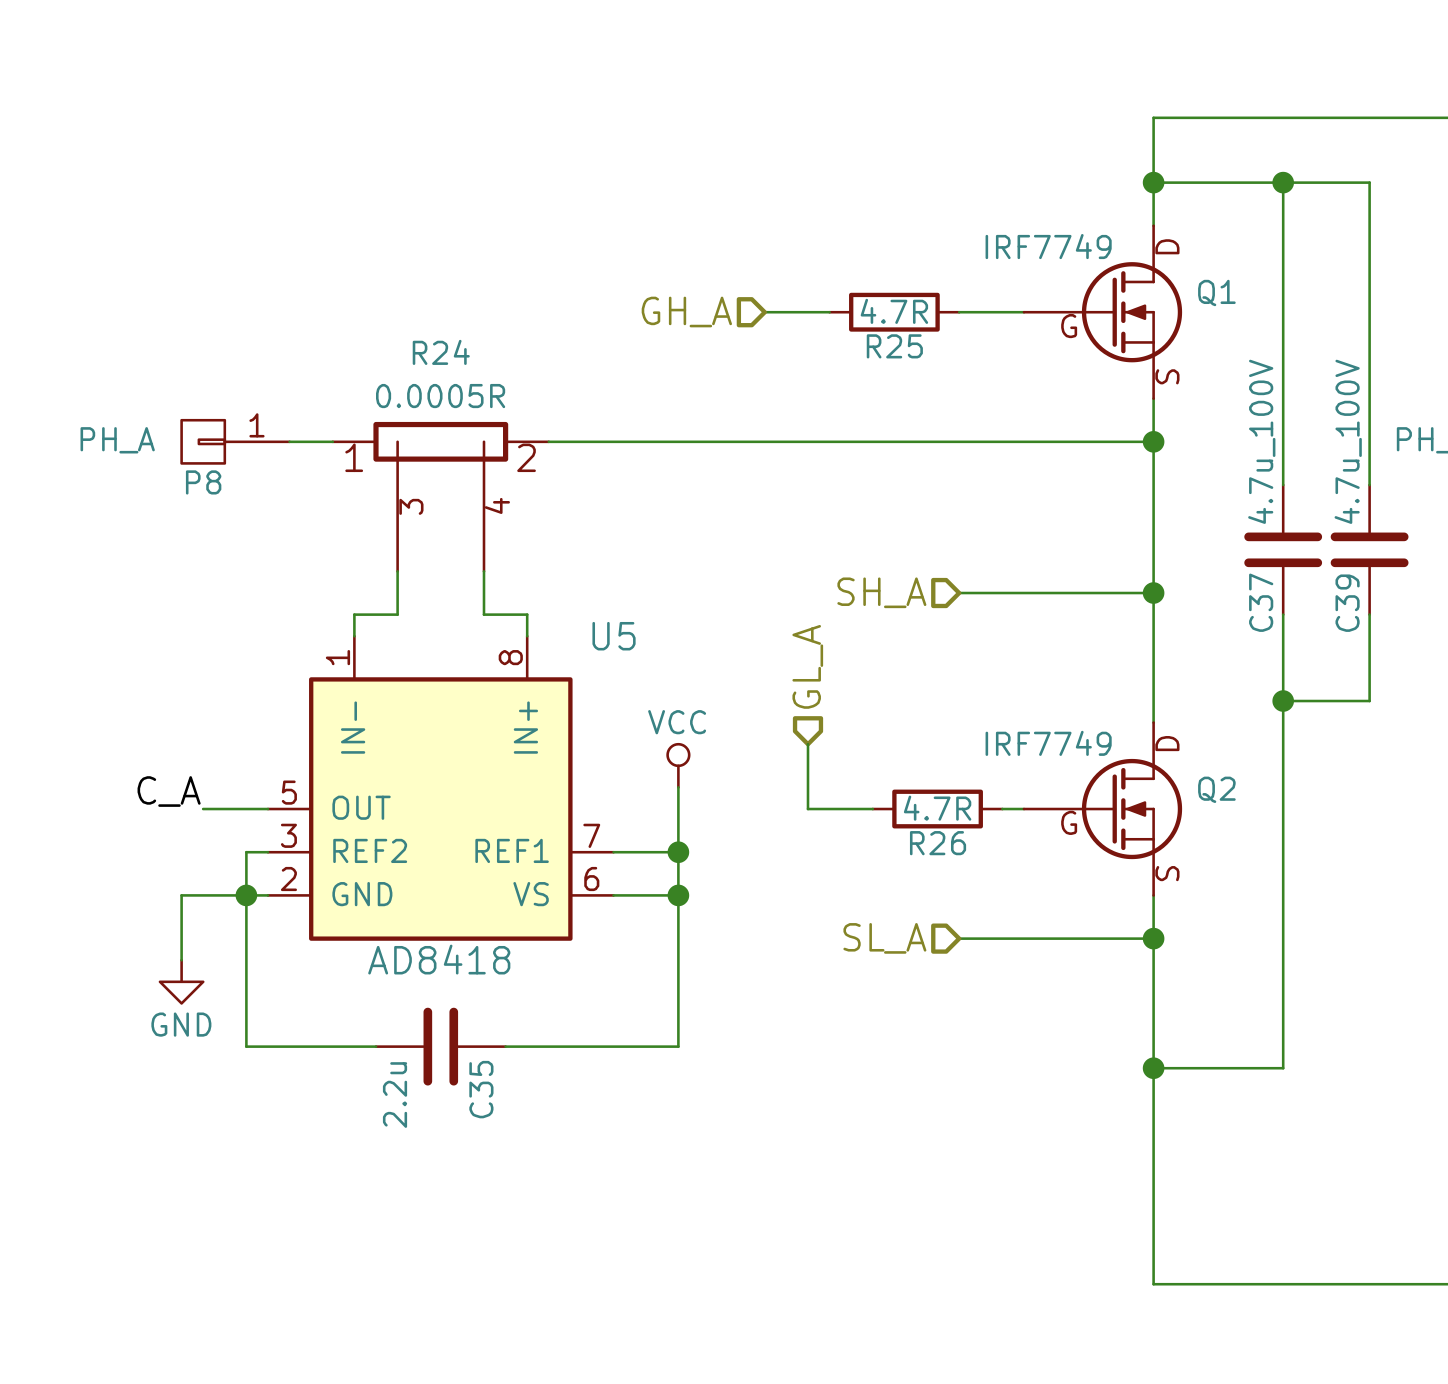 IRF7749
D
Q1
G
S
GH_A
4.7R
R25
R24
0.0005R
PH_A
1
P8
1
2
3
4
4.7u_100V
C37
4.7u_100V
C39
PH_
SH_A
GL_A
U5
1
8
IN-
IN+
VCC
C_A
5
OUT
3
REF2
2
GND
REF1
7
VS
6
AD8418
GND
2.2u
C35
IRF7749
D
Q2
G
S
4.7R
R26
SL_A